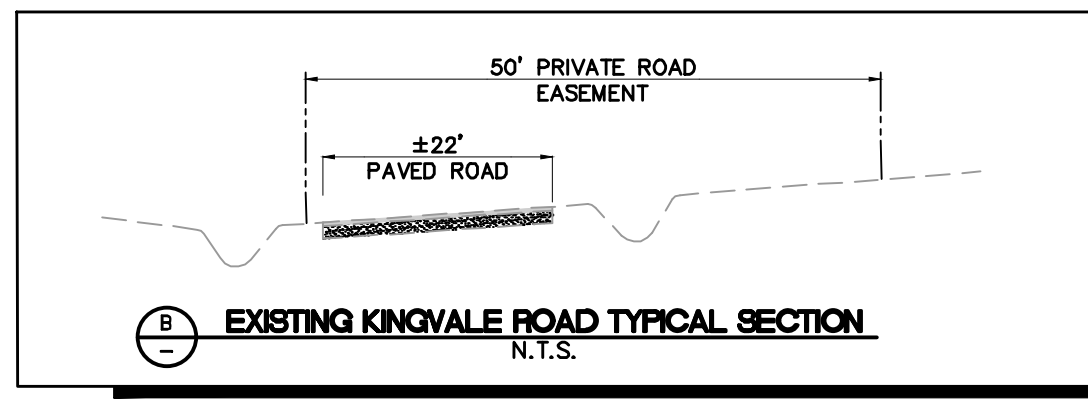 50' PRIVATE ROAD
EASEMENT
±22'
PAVED ROAD
B
–
EXISTING KINGVALE ROAD TYPICAL SECTION
N.T.S.